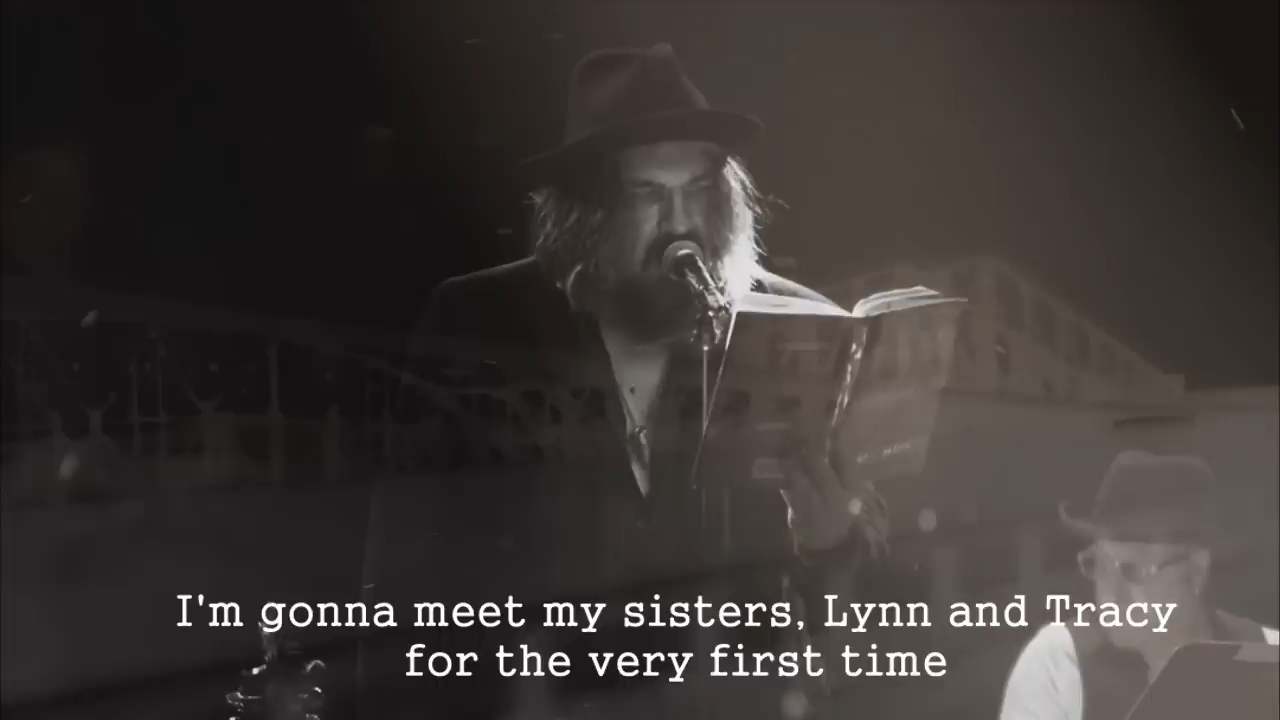 I'm gonna meet my sisters, Lynn and Tracy
for the very first time